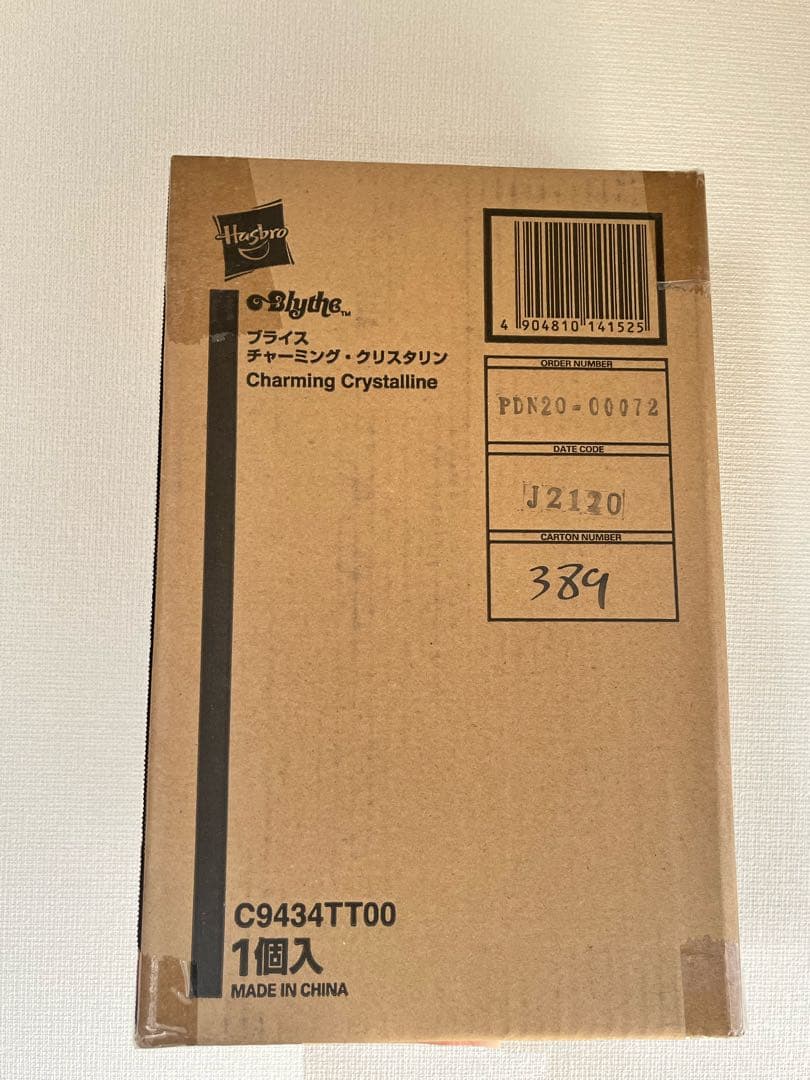 Hasbro
Blythe™
ブライス
チャーミング・クリスタリン
Charming Crystalline
4 904810 141525
ORDER NUMBER
PDN20-00072
DATE CODE
J2120
CARTON NUMBER
389
C9434TT00
1個入
MADE IN CHINA